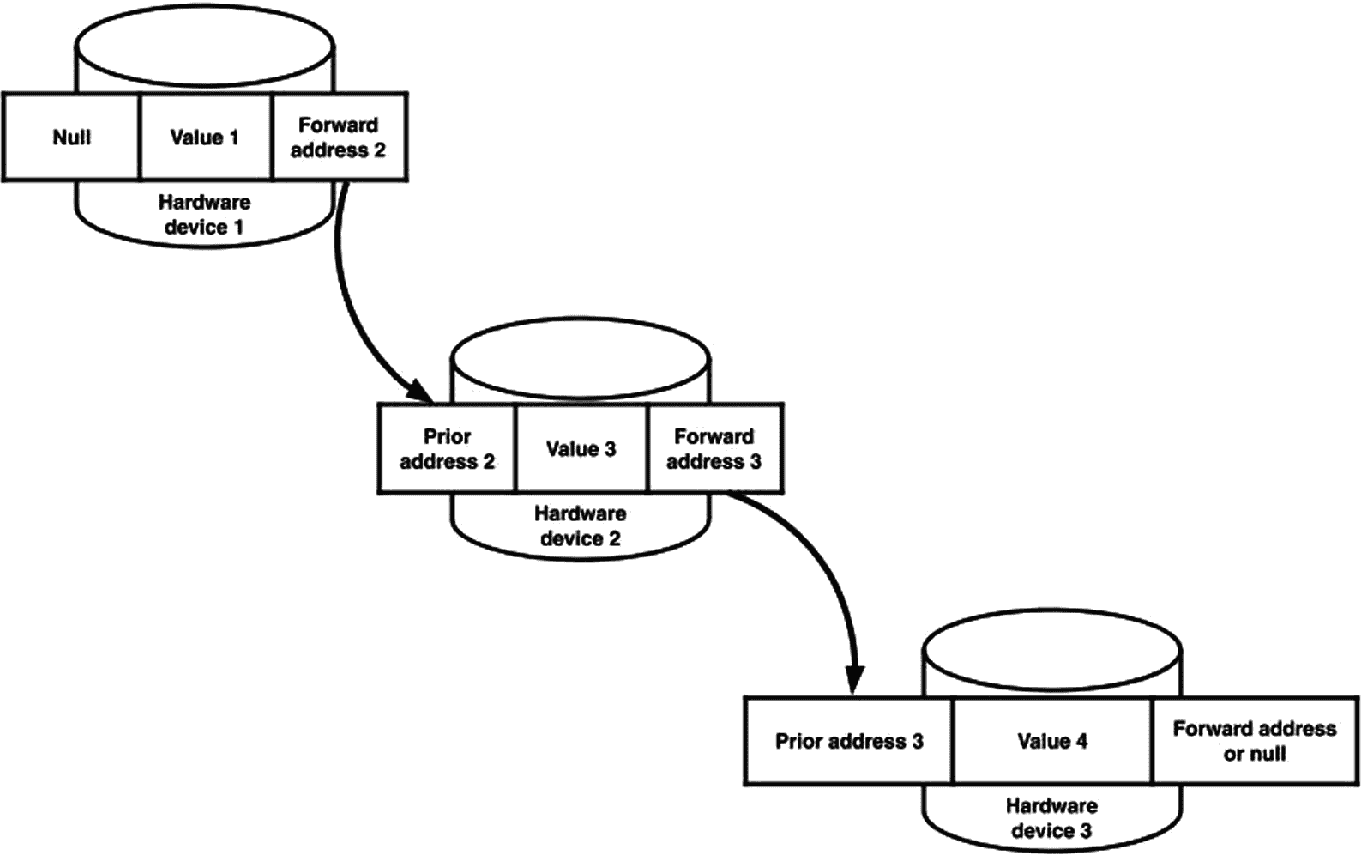 Null
Value 1
Forward
address 2
Hardware
device 1
Prior
address 2
Value 3
Forward
address 3
Hardware
device 2
Prior address 3
Value 4
Forward address
or null
Hardware
device 3